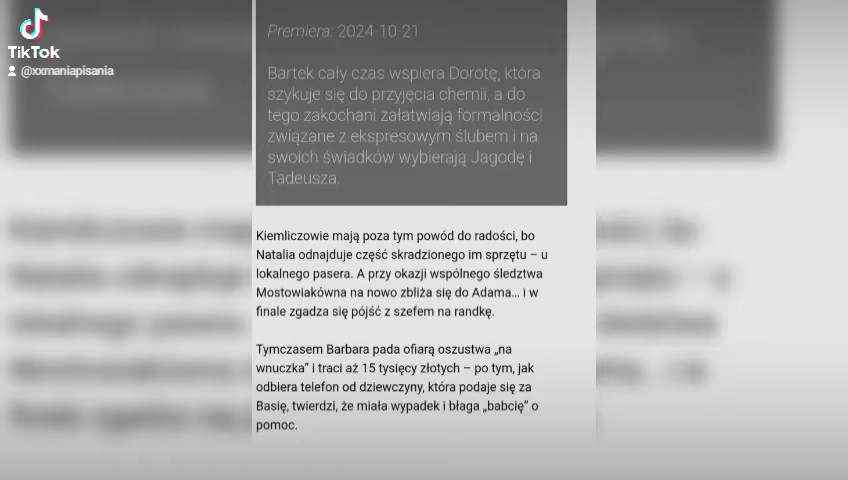 TikTok
@xxmaniapisania
Premiera: 2024-10-21
Bartek cały czas wspiera Dorotę, która
szykuje się do przyjęcia chemii, a do
tego zakochani załatwiają formalności
związane z ekspresowym ślubem i na
swoich świadków wybierają Jagodę i
Tadeusza.
Kiemliczowie mają poza tym powód do radości, bo
Natalia odnajduje część skradzionego im sprzętu – u
lokalnego pasera. A przy okazji wspólnego śledztwa
Mostowiakówna na nowo zbliża się do Adama... i w
finale zgadza się pójść z szefem na randkę.
Tymczasem Barbara pada ofiarą oszustwa „na
wnuczka” i traci aż 15 tysięcy złotych – po tym, jak
odbiera telefon od dziewczyny, która podaje się za
Basię, twierdzi, że miała wypadek i błaga „babcię” o
pomoc.